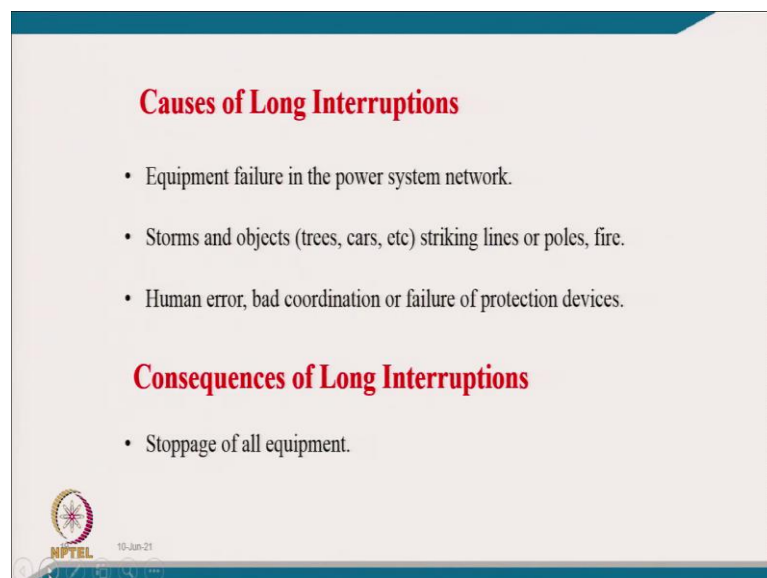 Causes of Long Interruptions
• Equipment failure in the power system network.
• Storms and objects (trees, cars, etc) striking lines or poles, fire.
• Human error, bad coordination or failure of protection devices.
Consequences of Long Interruptions
• Stoppage of all equipment.
NPTEL
10-Jun-21